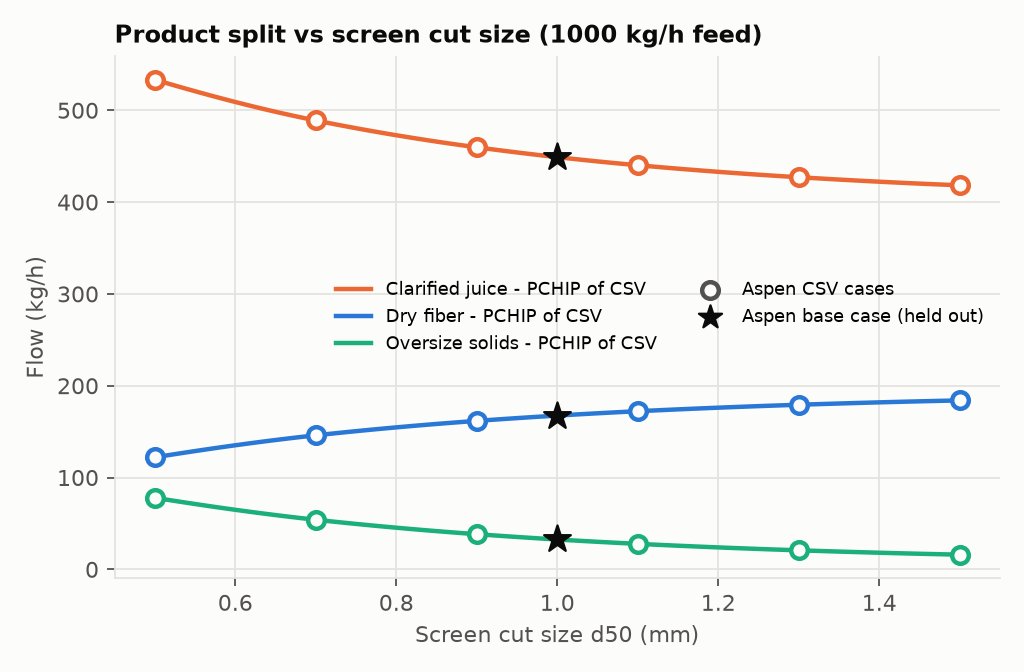 Product split vs screen cut size (1000 kg/h feed)
Flow (kg/h)
500
400
300
200
100
0
Clarified juice - PCHIP of CSV
Dry fiber - PCHIP of CSV
Oversize solids - PCHIP of CSV
Aspen CSV cases
Aspen base case (held out)
0.6 0.8 1.0 1.2 1.4
Screen cut size d50 (mm)